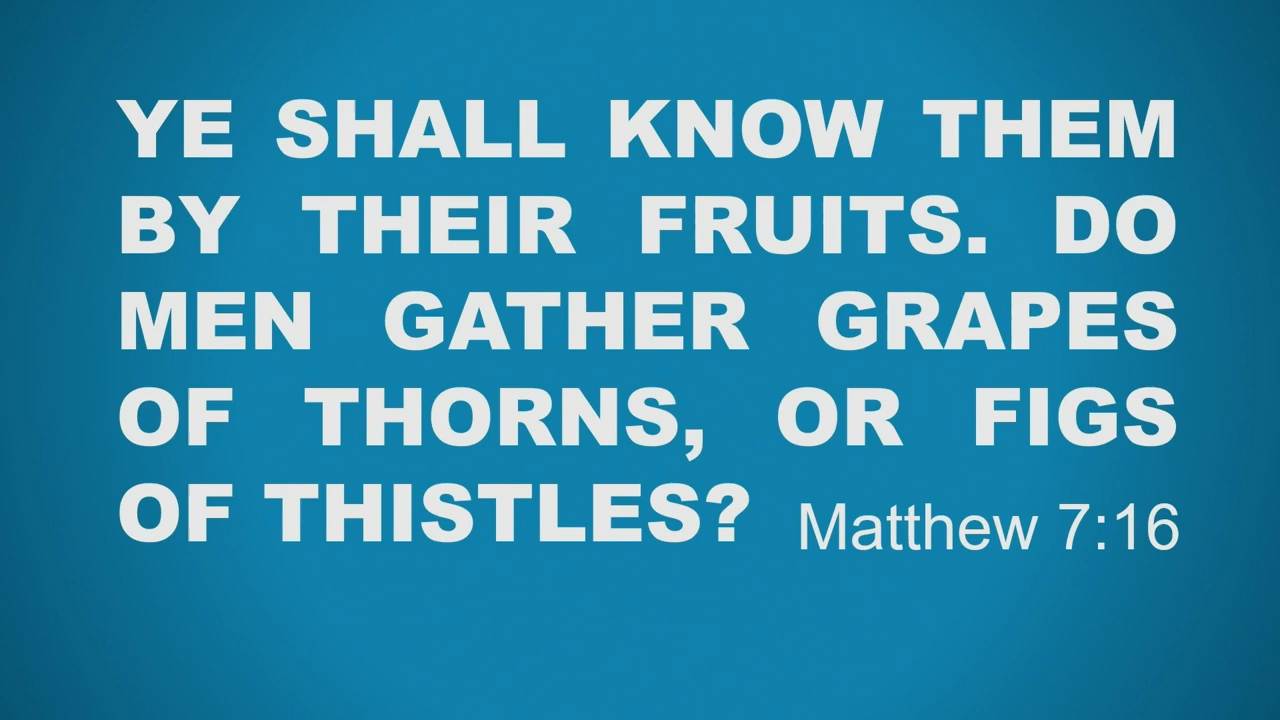 YE SHALL KNOW THEM
BY THEIR FRUITS. DO
MEN GATHER GRAPES
OF THORNS, OR FIGS
OF THISTLES? Matthew 7:16